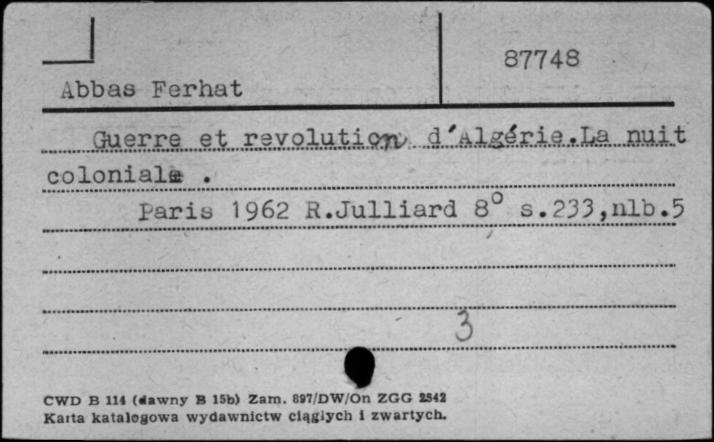 87748
Abbas Ferhat
Guerre et revolution d'Algérie.La nuit
coloniale .
Paris 1962 R.Julliard 8° s.233,nlb.5
3
CWD B 114 (dawny B 15b) Zam. 897/DW/On ZGG 2542
Karta katalogowa wydawnictw ciągłych i zwartych.